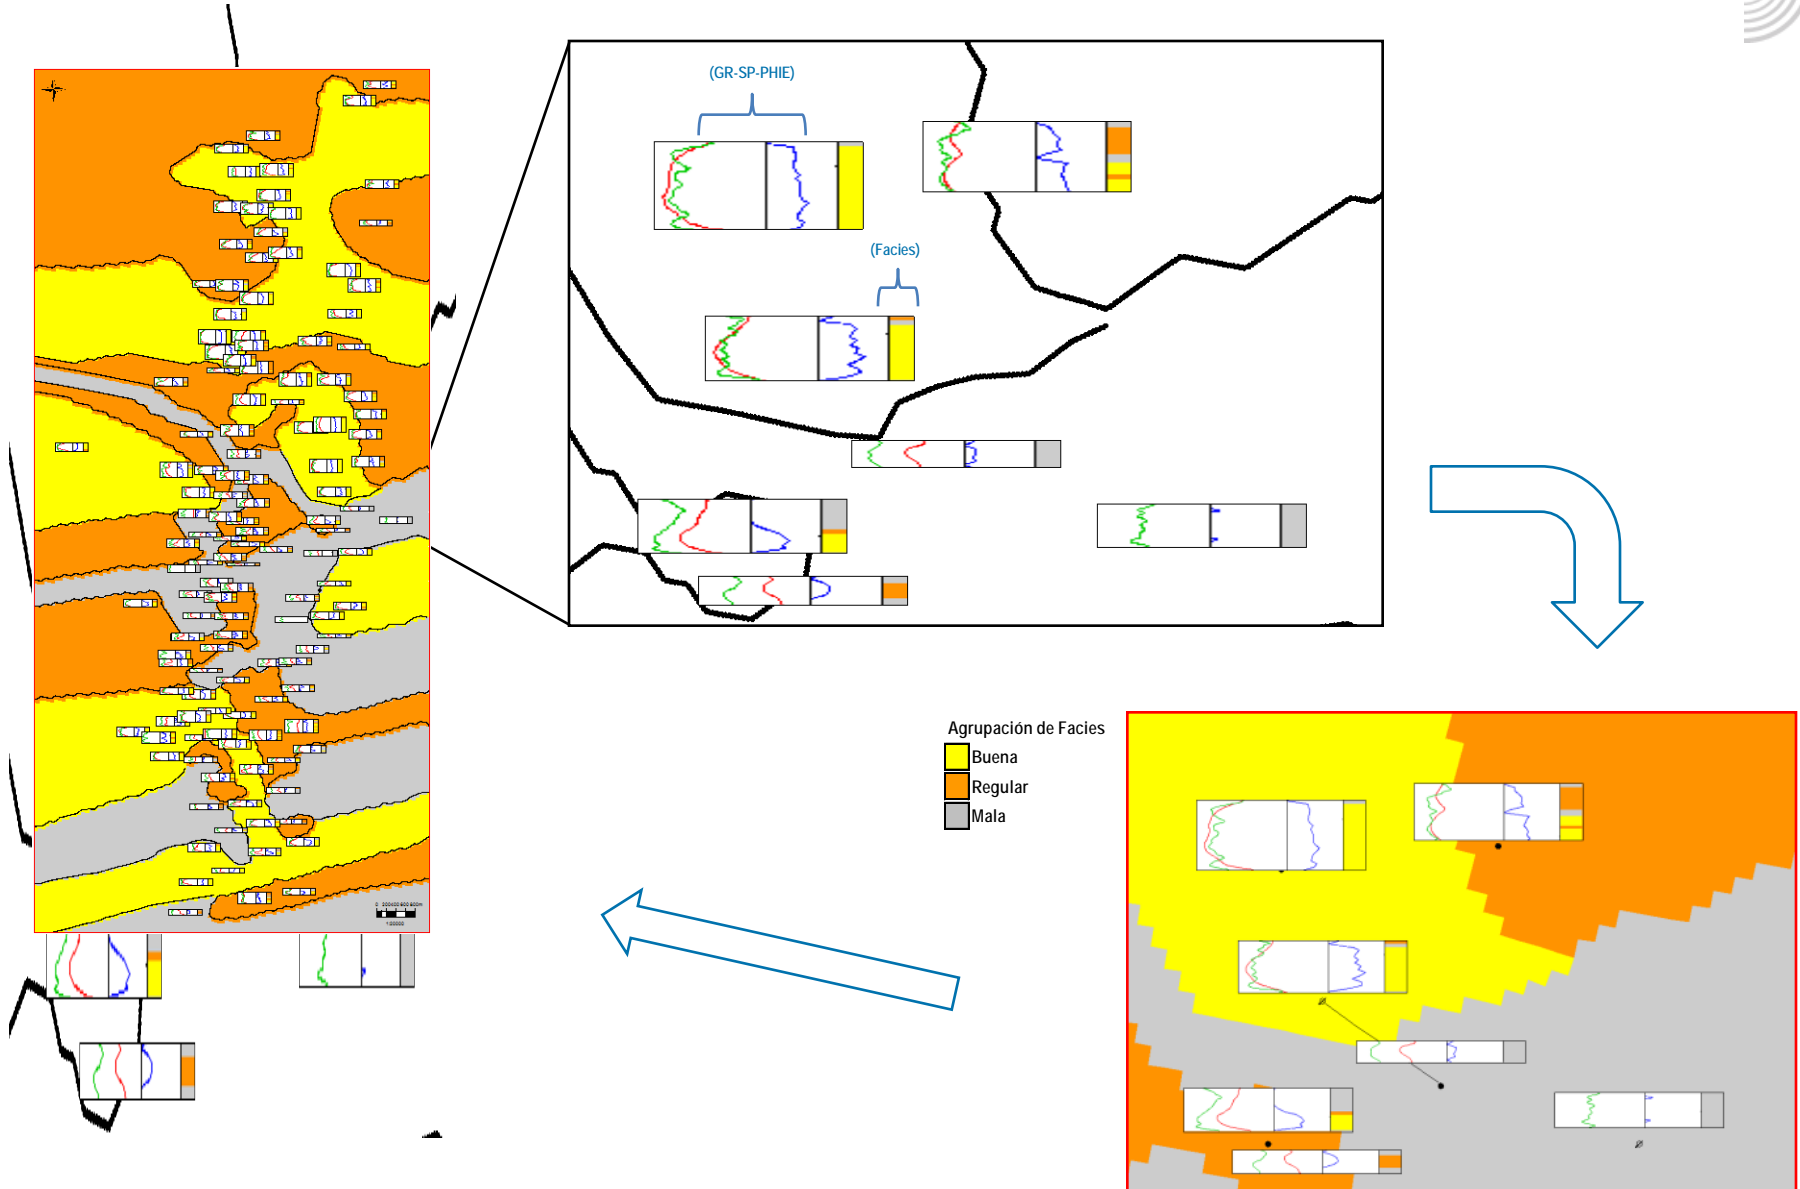 (GR-SP-PHIE)
(Facies)
Agrupación de Facies
Buena
Regular
Mala